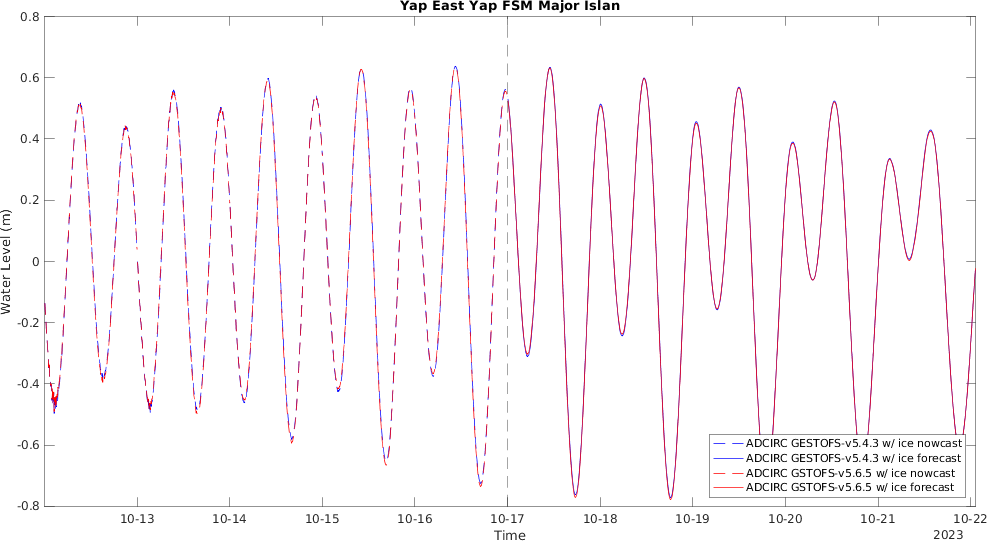 Yap East Yap FSM Major Islan
Water Level (m)
0.8
0.6
0.4
0.2
0
-0.2
-0.4
-0.6
-0.8
ADCIRC GESTOFS-v5.4.3 w/ ice nowcast
ADCIRC GESTOFS-v5.4.3 w/ ice forecast
ADCIRC GSTOFS-v5.6.5 w/ ice nowcast
ADCIRC GSTOFS-v5.6.5 w/ ice forecast
10-13 10-14 10-15 10-16 10-17 10-18 10-19 10-20 10-21 10-22
Time
2023